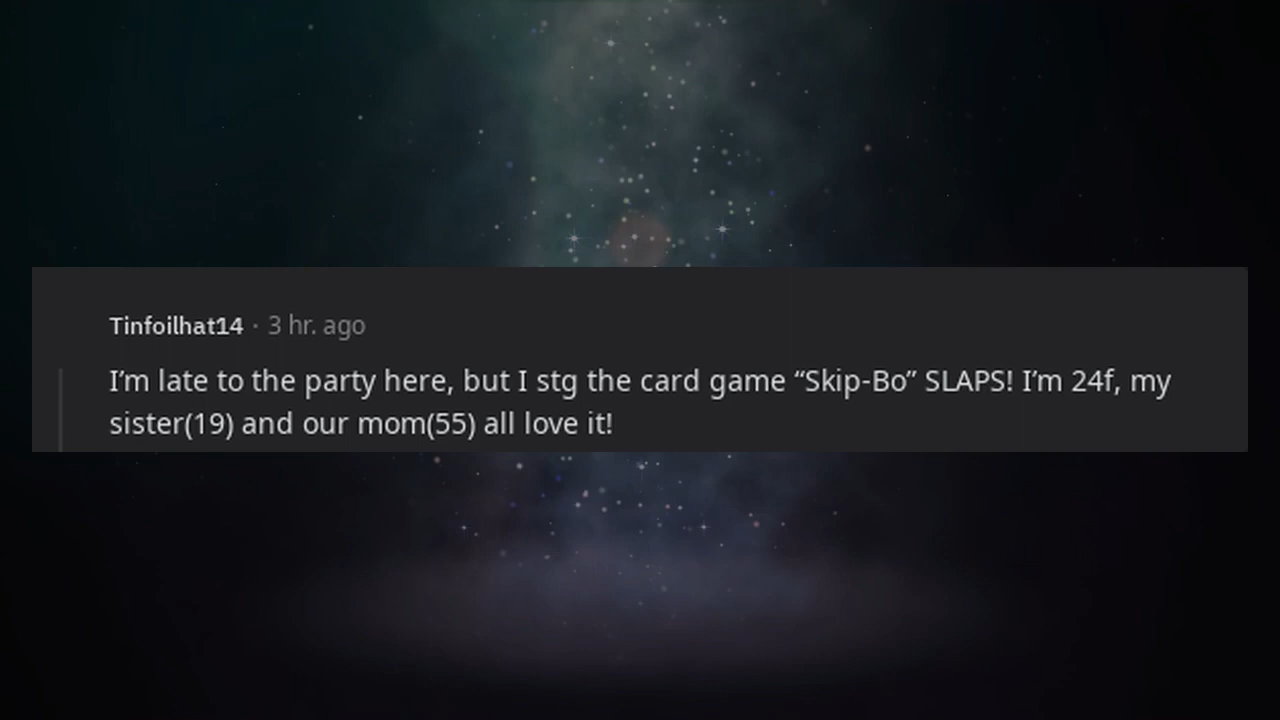 Tinfoilhat14 · 3 hr. ago
I’m late to the party here, but I stg the card game “Skip-Bo” SLAPS! I’m 24f, my
sister(19) and our mom(55) all love it!